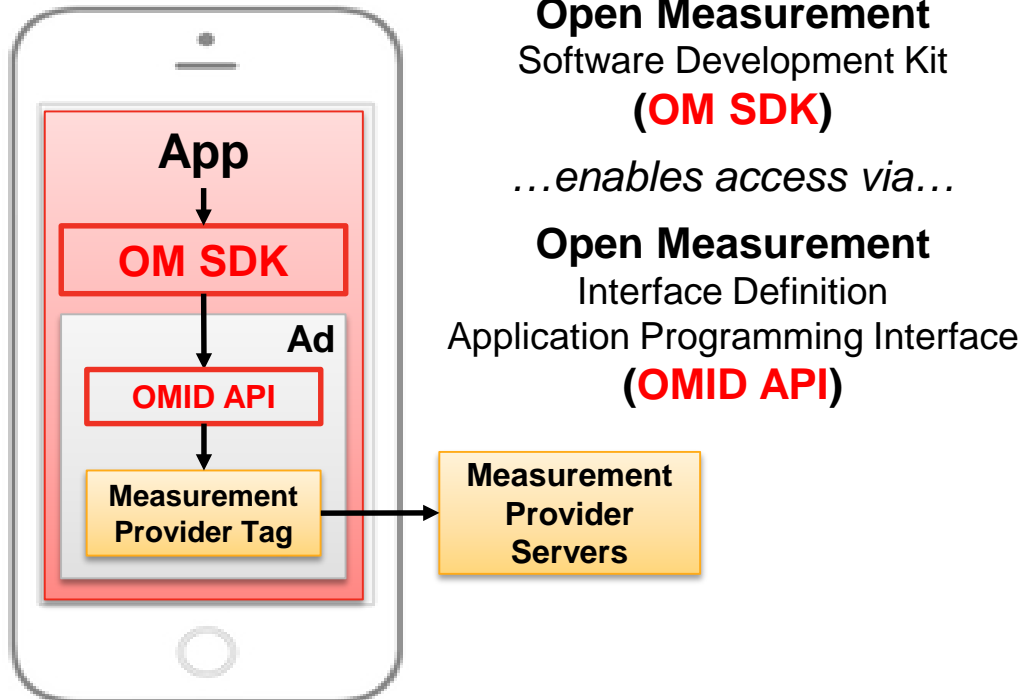 App
OM SDK
Ad
OMID API
Measurement
Provider Tag
Measurement
Provider
Servers
Open Measurement
Software Development Kit
(OM SDK)
…enables access via…
Open Measurement
Interface Definition
Application Programming Interface
(OMID API)